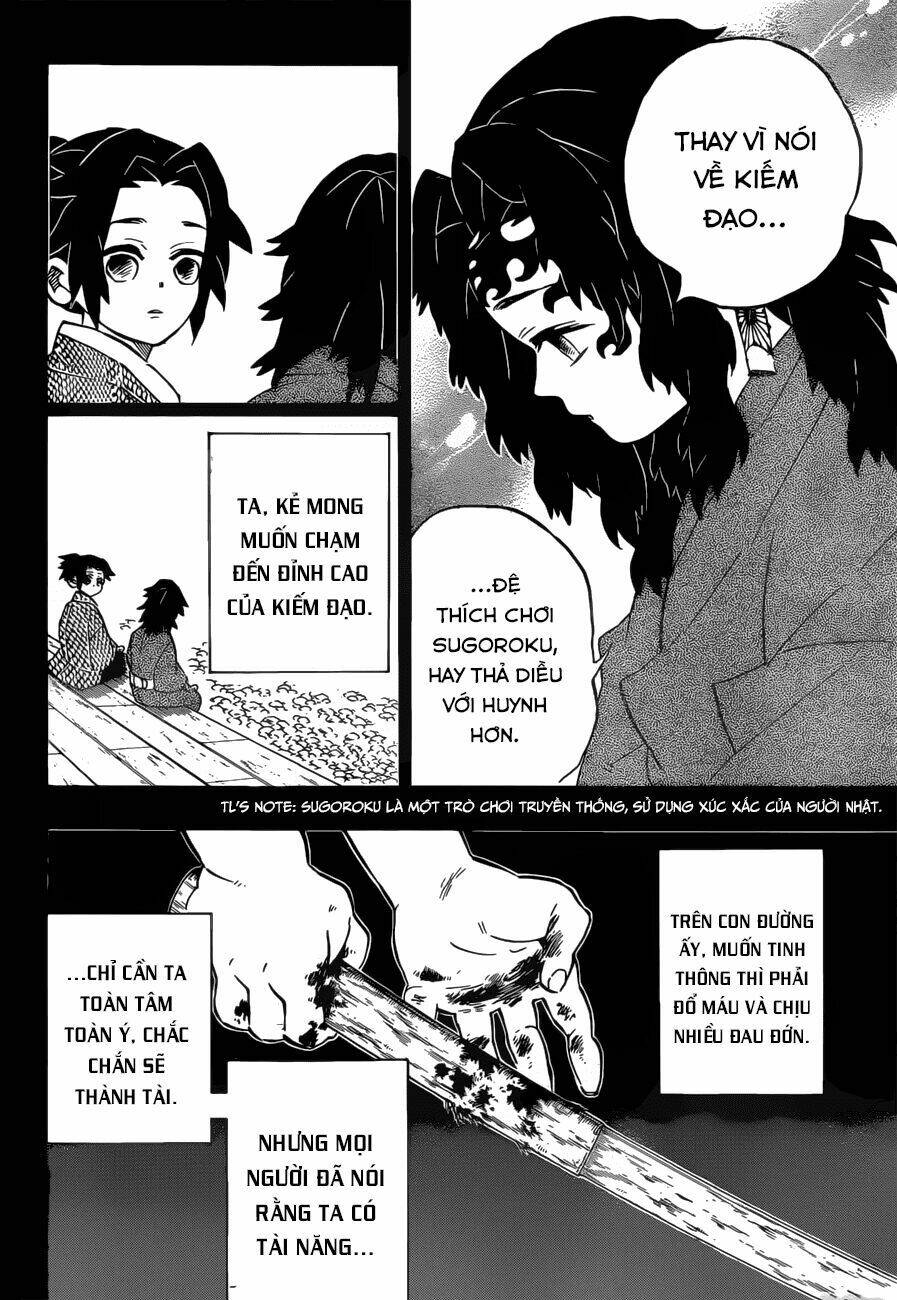 THAY VÌ NÓI
VỀ KIẾM
ĐẠO...
...ĐỆ
THÍCH CHƠI
SUGOROKU,
HAY THẢ DIỀU
VỚI HUYNH
HƠN.
TA, KẺ MONG
MUỐN CHẠM
ĐẾN ĐỈNH CAO
CỦA KIẾM ĐẠO.
TL'S NOTE: SUGOROKU LÀ MỘT TRÒ CHƠI TRUYỀN THỐNG, SỬ DỤNG XÚC XẮC CỦA NGƯỜI NHẬT.
TRÊN CON ĐƯỜNG
ẤY, MUỐN TINH
THÔNG THÌ PHẢI
ĐỔ MÁU VÀ CHỊU
NHIỀU ĐAU ĐỚN.
NHƯNG MỌI
NGƯỜI ĐÃ NÓI
RẰNG TA CÓ
TÀI NĂNG...
...CHỈ CẦN TA
TOÀN TÂM
TOÀN Ý, CHẮC
CHẮN SẼ
THÀNH TÀI.